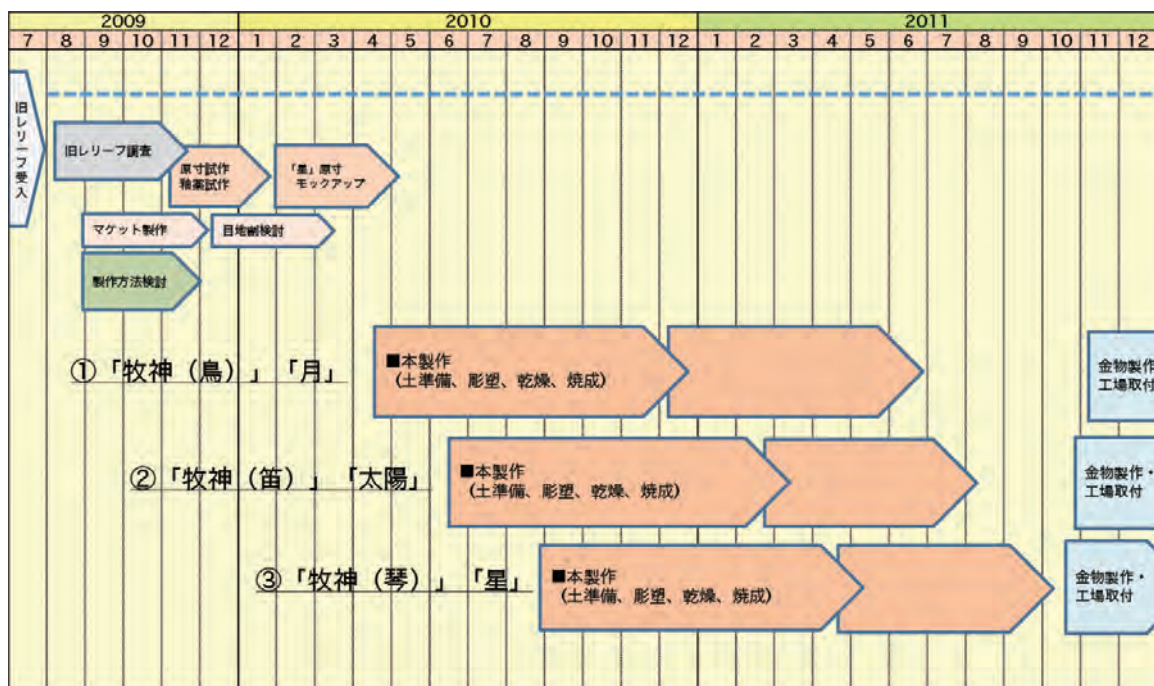 2009 2010 2011
7 8 9 10 11 12 1 2 3 4 5 6 7 8 9 10 11 12 1 2 3 4 5 6 7 8 9 10 11 12
旧レリーフ受入
旧レリーフ調査
原寸試作
釉薬試作
「星」原寸
モックアップ
マケット製作
目地割検討
製作方法検討
①「牧神（鳥）」「月」
■本製作
(土準備、彫塑、乾燥、焼成)
金物製作
工場取付
②「牧神（笛）」「太陽」
■本製作
(土準備、彫塑、乾燥、焼成)
金物製作・
工場取付
③「牧神（琴）」「星」
■本製作
(土準備、彫塑、乾燥、焼成)
金物製作・
工場取付